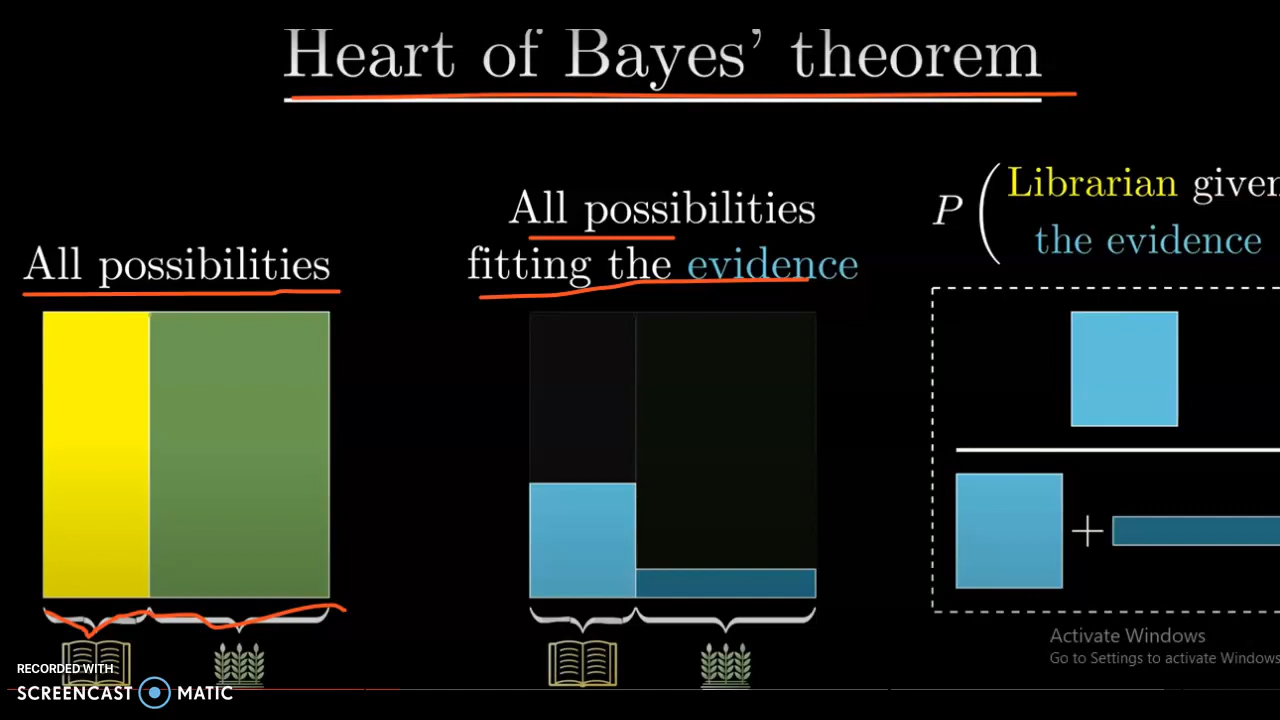 Heart of Bayes' theorem
All possibilities
All possibilities
fitting the evidence
P ( Librarian given
the evidence
+
Activate Windows
Go to Settings to activate Windows
RECORDED WITH
SCREENCAST MATIC